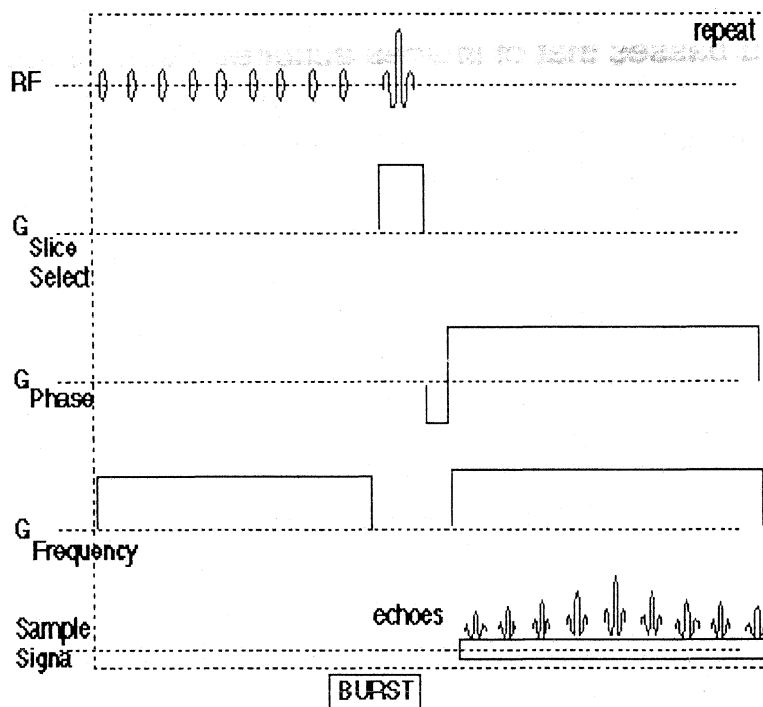 repeat
RF
G
Slice
Select
G
Phase
G
Frequency
echoes
Sample
Signa
BURST